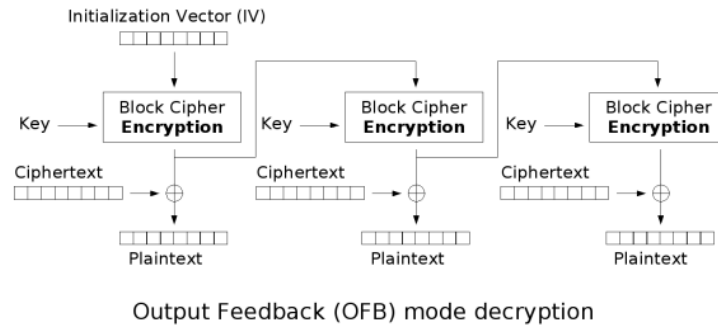 Initialization Vector (IV)
Block Cipher
Encryption
Block Cipher
Encryption
Block Cipher
Encryption
Key
Key
Key
Ciphertext
Ciphertext
Ciphertext
Plaintext
Plaintext
Plaintext
Output Feedback (OFB) mode decryption